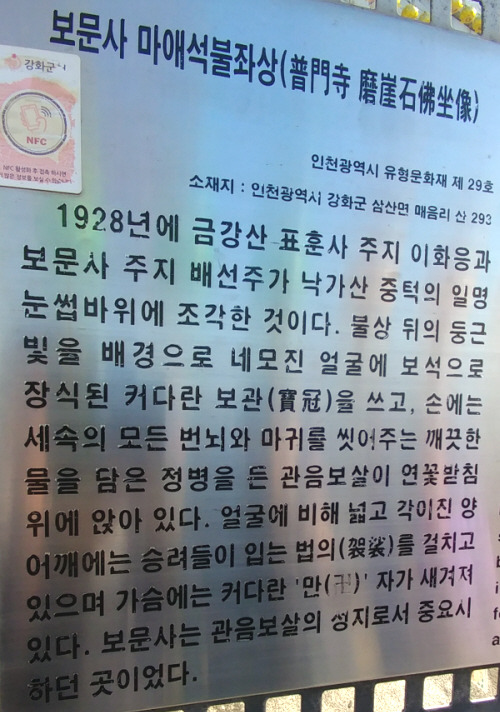 보문사 마애석불좌상(普門寺 磨崖石佛坐像)
강화군
NFC
인천광역시 유형문화재 제 29호
소재지 : 인천광역시 강화군 삼산면 매음리 산 293
1928년에 금강산 표훈사 주지 이화응과
보문사 주지 배선주가 낙가산 중턱의 일명
눈썹바위에 조각한 것이다. 불상 뒤의 둥근
빛을 배경으로 네모진 얼굴에 보석으로
장식된 커다란 보관(寶冠)을 쓰고, 손에는
세속의 모든 번뇌와 마귀를 씻어주는 깨끗한
물을 담은 정병을 든 관음보살이 연꽃받침
위에 앉아 있다. 얼굴에 비해 넓고 각이진 양
어깨에는 승려들이 입는 법의(袈裟)를 걸치고
있으며 가슴에는 커다란 '만(卍)' 자가 새겨져
있다. 보문사는 관음보살의 성지로서 중요시
하던 곳이었다.